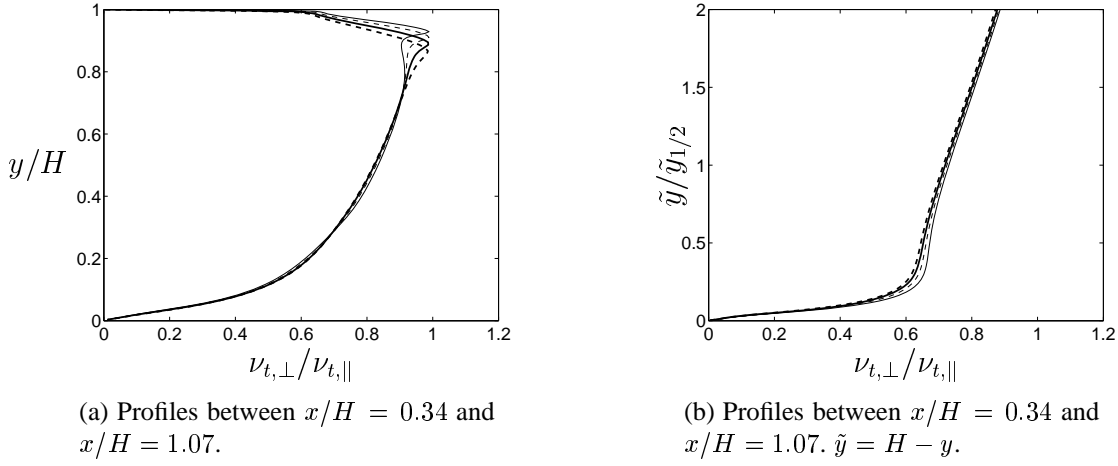 1
0.8
0.6
0.4
0.2
0
y/H
0 0.2 0.4 0.6 0.8 1 1.2
ν_{t,⊥}/ν_{t,||}
(a) Profiles between x/H = 0.34 and
x/H = 1.07.
2
1.5
1
0.5
0
ỹ/ỹ_{1/2}
0 0.2 0.4 0.6 0.8 1 1.2
ν_{t,⊥}/ν_{t,||}
(b) Profiles between x/H = 0.34 and
x/H = 1.07. ỹ = H − y.